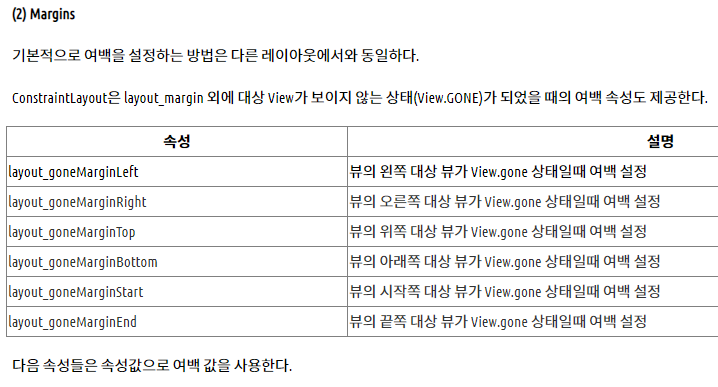 (2) Margins
기본적으로 여백을 설정하는 방법은 다른 레이아웃에서와 동일하다.
ConstraintLayout은 layout_margin 외에 대상 View가 보이지 않는 상태(View.GONE)가 되었을 때의 여백 속성도 제공한다.
속성 설명
layout_goneMarginLeft 뷰의 왼쪽 대상 뷰가 View.gone 상태일때 여백 설정
layout_goneMarginRight 뷰의 오른쪽 대상 뷰가 View.gone 상태일때 여백 설정
layout_goneMarginTop 뷰의 위쪽 대상 뷰가 View.gone 상태일때 여백 설정
layout_goneMarginBottom 뷰의 아래쪽 대상 뷰가 View.gone 상태일때 여백 설정
layout_goneMarginStart 뷰의 시작쪽 대상 뷰가 View.gone 상태일때 여백 설정
layout_goneMarginEnd 뷰의 끝쪽 대상 뷰가 View.gone 상태일때 여백 설정
다음 속성들은 속성값으로 여백 값을 사용한다.